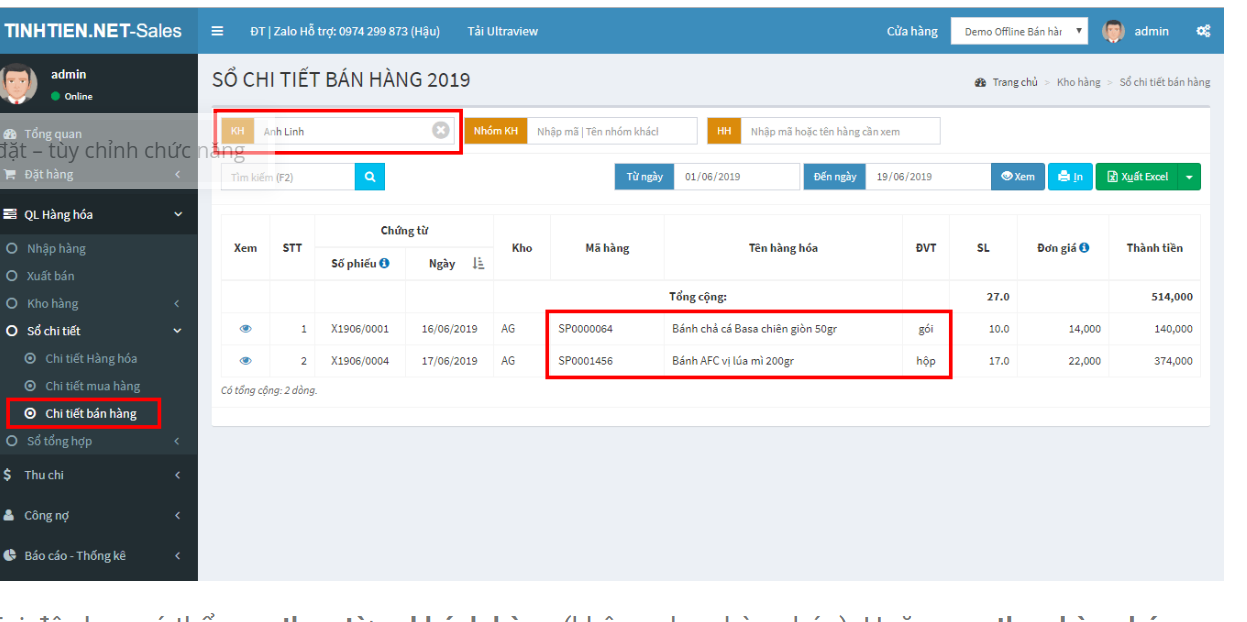 TINHTIEN.NET-Sales
ĐT | Zalo Hỗ trợ: 0974 299 873 (Hậu) Tải Ultraview Cửa hàng Demo Offline Bán hàn admin
admin
Online
SỔ CHI TIẾT BÁN HÀNG 2019
Trang chủ > Kho hàng > Sổ chi tiết bán hàng
Tổng quan
đặt – tùy chỉnh chức năng
Đặt hàng
QL Hàng hóa
Nhập hàng
Xuất bán
Kho hàng
Sổ chi tiết
Chi tiết Hàng hóa
Chi tiết mua hàng
Chi tiết bán hàng
Sổ tổng hợp
Thu chi
Công nợ
Báo cáo - Thống kê
KH Anh Linh Nhóm KH Nhập mã | Tên nhóm khácl HH Nhập mã hoặc tên hàng cần xem
Tìm kiếm (F2) Từ ngày 01/06/2019 Đến ngày 19/06/2019 Xem In Xuất Excel
Xem STT Chứng từ Kho Mã hàng Tên hàng hóa ĐVT SL Đơn giá Thành tiền
Số phiếu Ngày
Tổng cộng: 27.0 514,000
1 X1906/0001 16/06/2019 AG SP0000064 Bánh chả cá Basa chiên giòn 50gr gói 10.0 14,000 140,000
2 X1906/0004 17/06/2019 AG SP0001456 Bánh AFC vị lúa mì 200gr hộp 17.0 22,000 374,000
Có tổng cộng: 2 dòng.